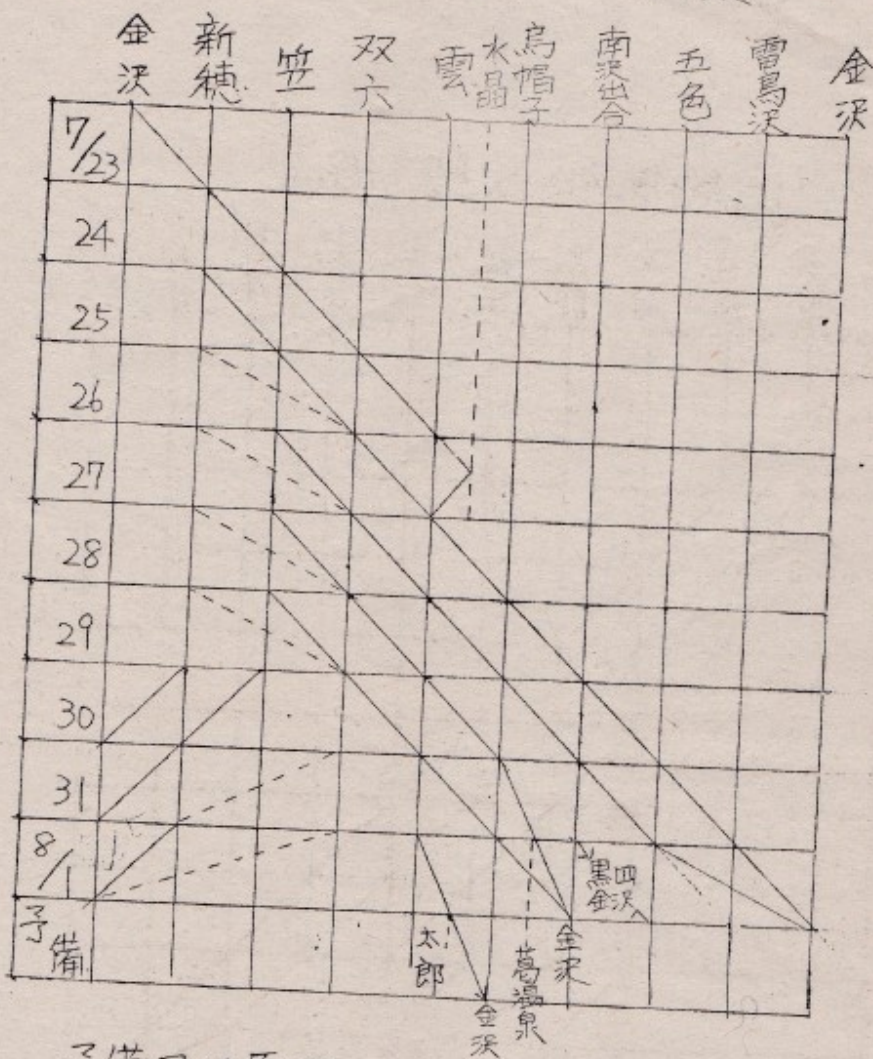 金沢 新穂 笠 双六 雲 水晶 烏帽子 南沢出合 五色 雷鳥沢 金沢
7/23
24
25
26
27
28
29
30
31
8/1
黒四
金沢へ
予備
太郎
葛温泉
金沢
金沢